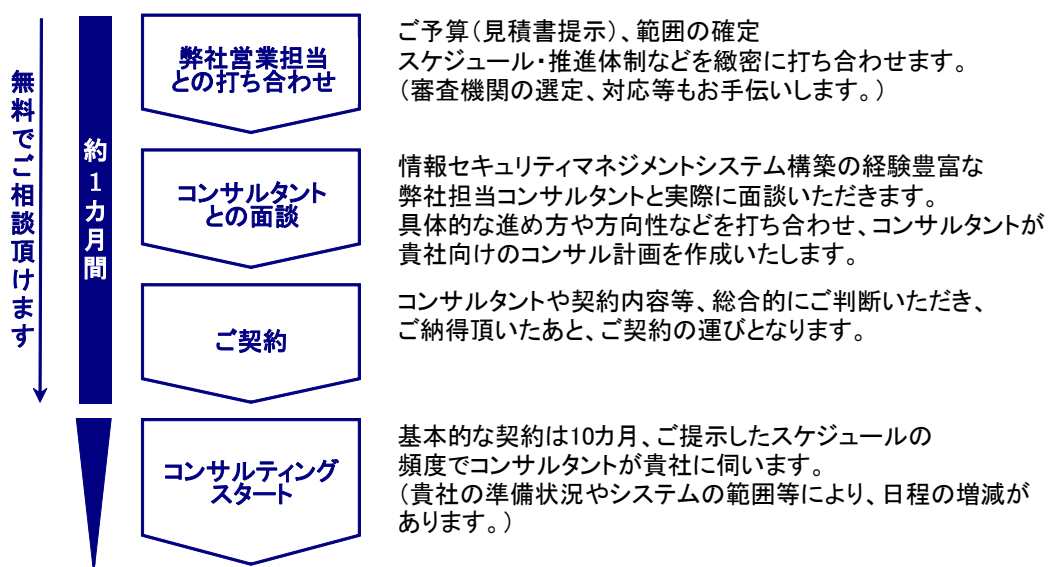 無料でご相談頂けます
約1カ月間
弊社営業担当
との打ち合わせ
ご予算(見積書提示)、範囲の確定
スケジュール・推進体制などを緻密に打ち合わせます。
(審査機関の選定、対応等もお手伝いします。)
コンサルタント
との面談
情報セキュリティマネジメントシステム構築の経験豊富な
弊社担当コンサルタントと実際に面談いただきます。
具体的な進め方や方向性などを打ち合わせ、コンサルタントが
貴社向けのコンサル計画を作成いたします。
ご契約
コンサルタントや契約内容等、総合的にご判断いただき、
ご納得頂いたあと、ご契約の運びとなります。
コンサルティング
スタート
基本的な契約は10カ月、ご提示したスケジュールの
頻度でコンサルタントが貴社に伺います。
(貴社の準備状況やシステムの範囲等により、日程の増減が
あります。)